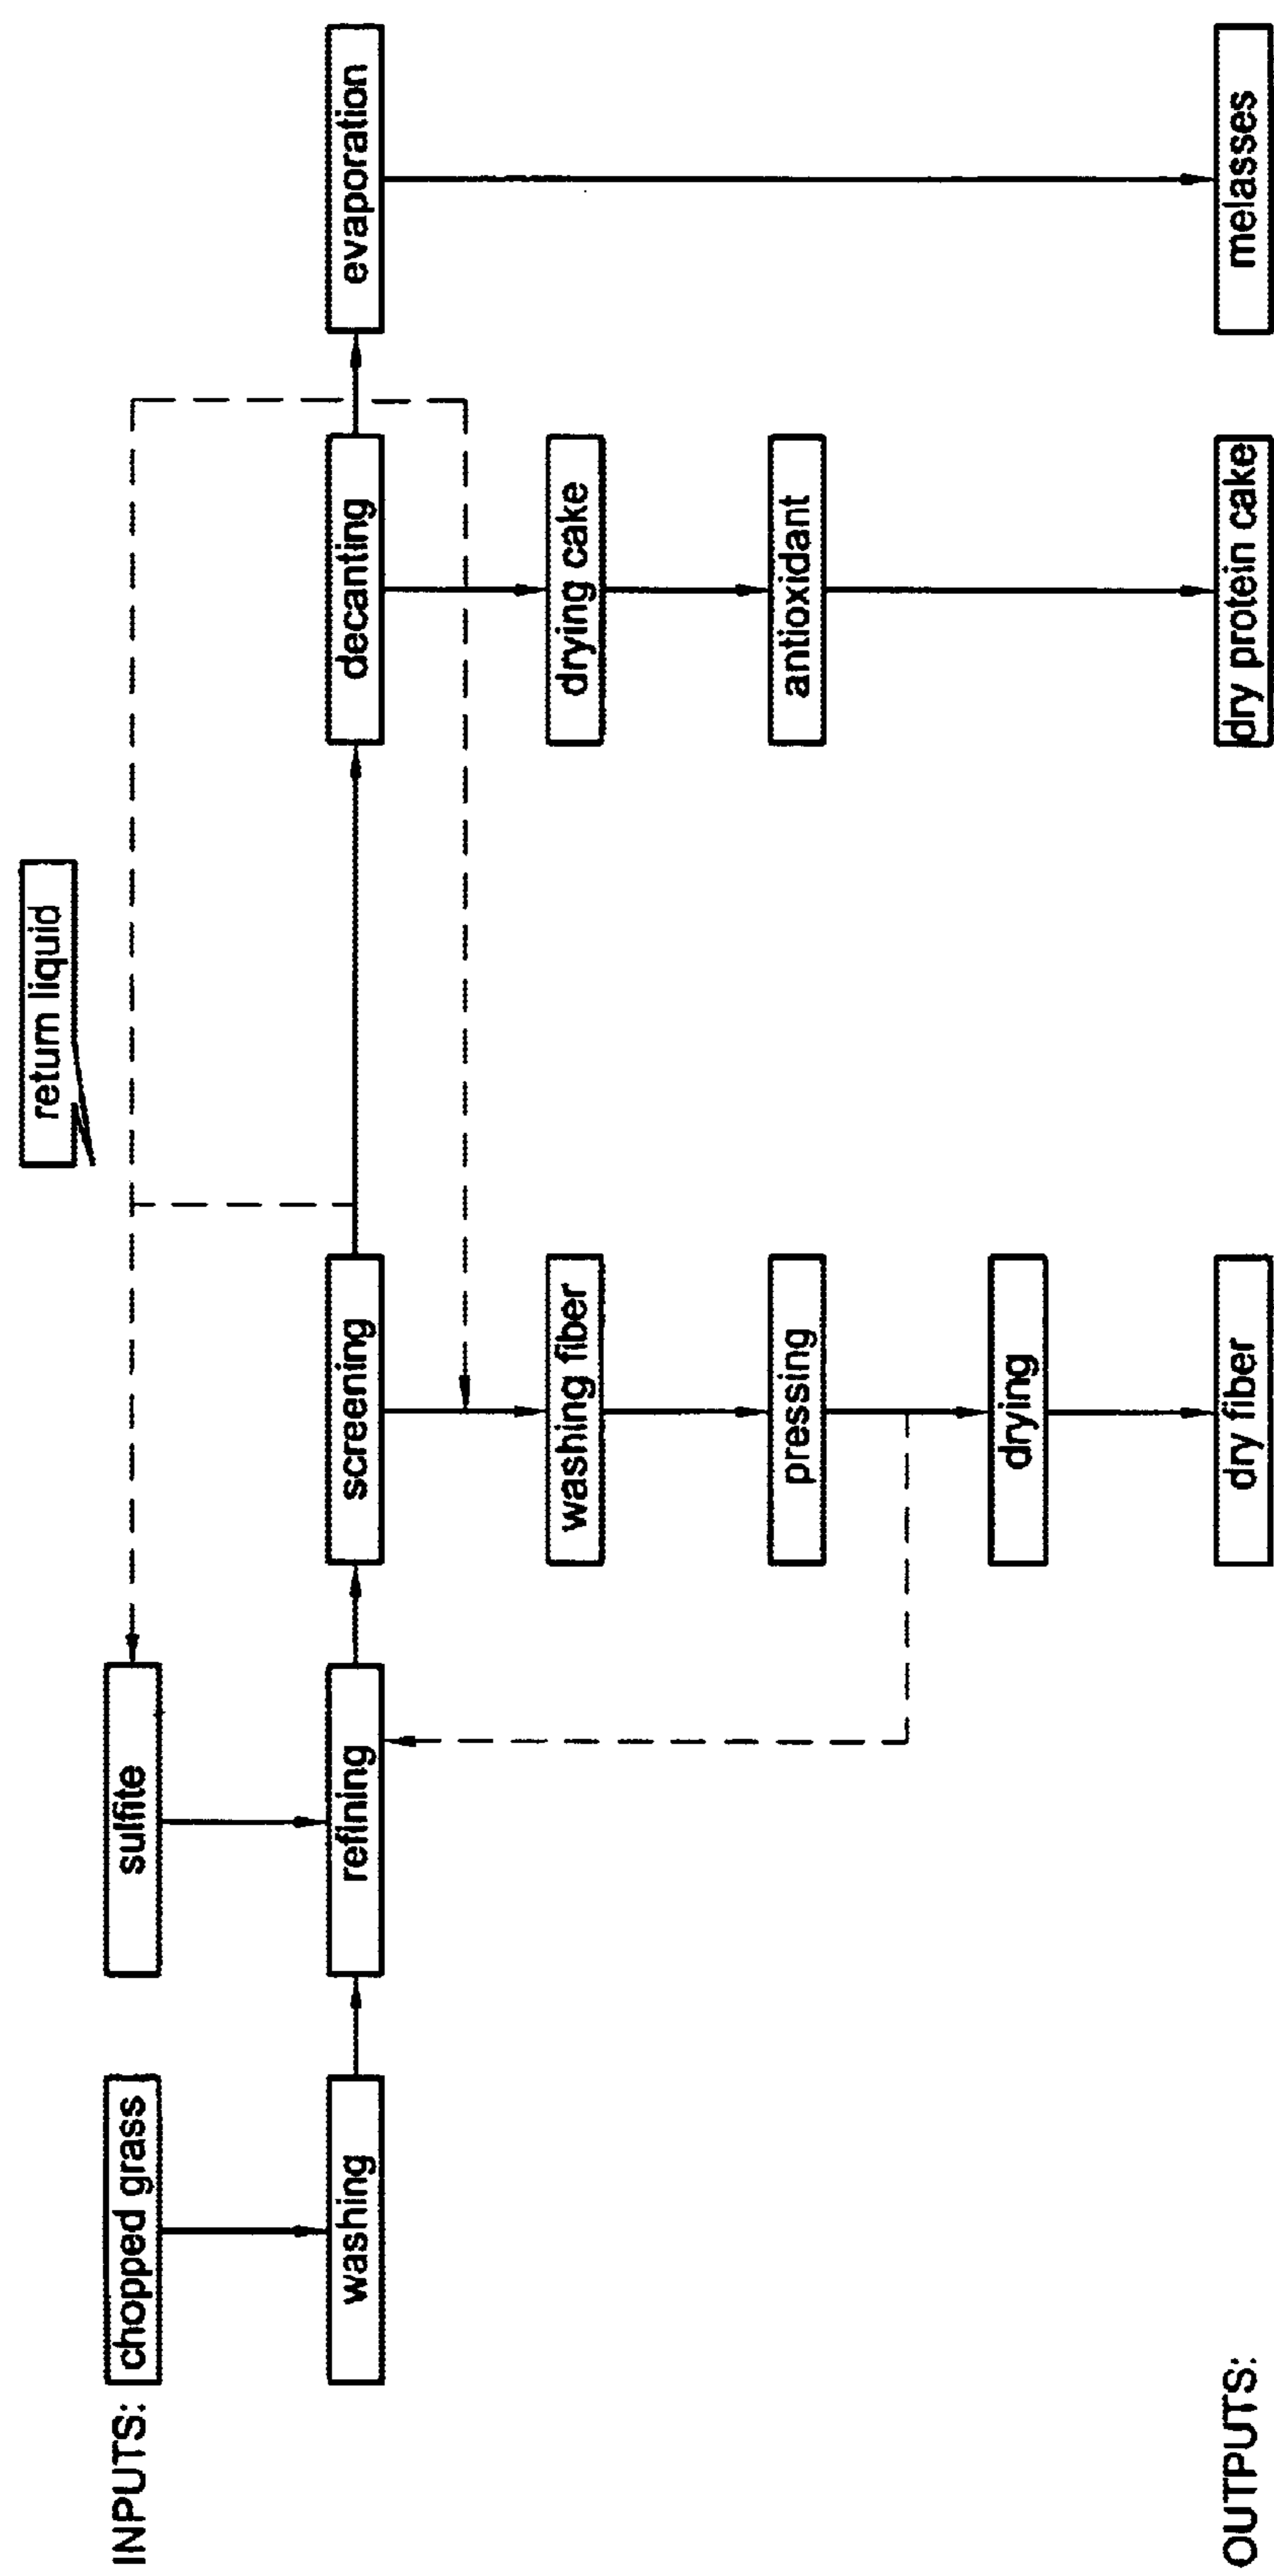 return liquid
INPUTS:
chopped grass
sulfite
washing
refining
screening
decanting
evaporation
washing fiber
drying cake
pressing
antioxidant
drying
OUTPUTS:
dry fiber
dry protein cake
melasses